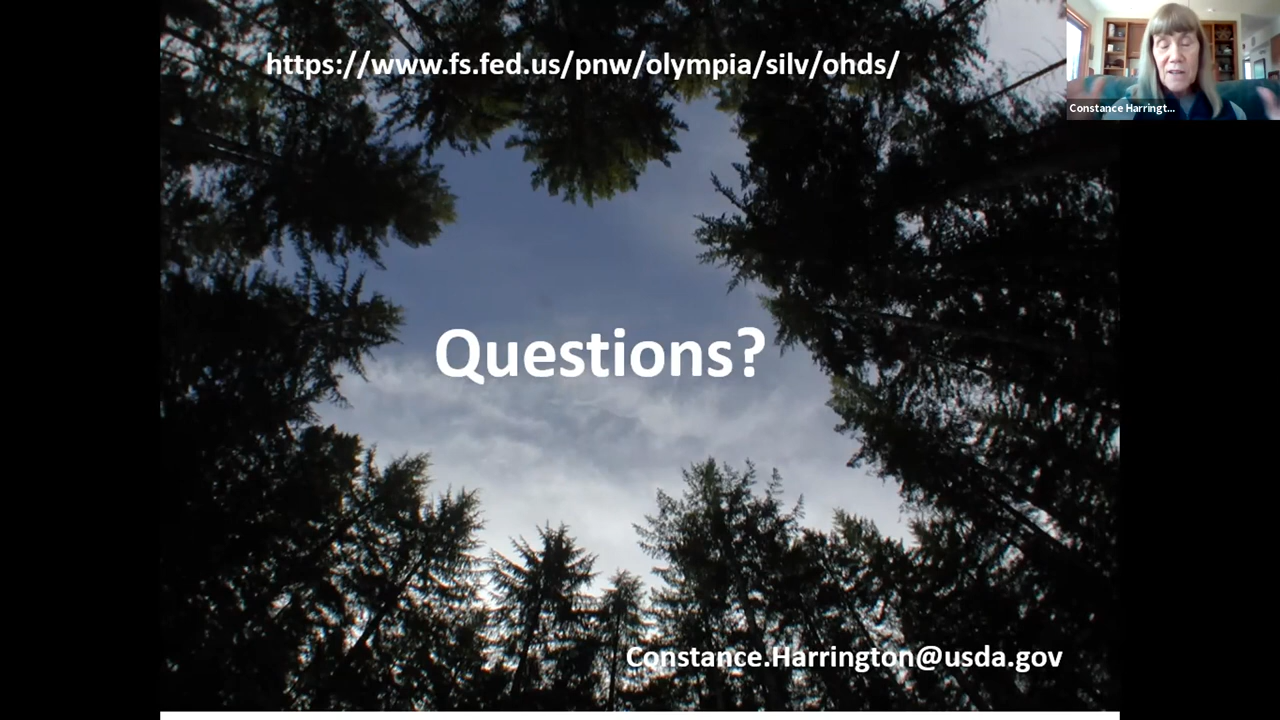 https://www.fs.fed.us/pnw/olympia/silv/ohds/
Constance Harringt...
Questions?
Constance.Harrington@usda.gov